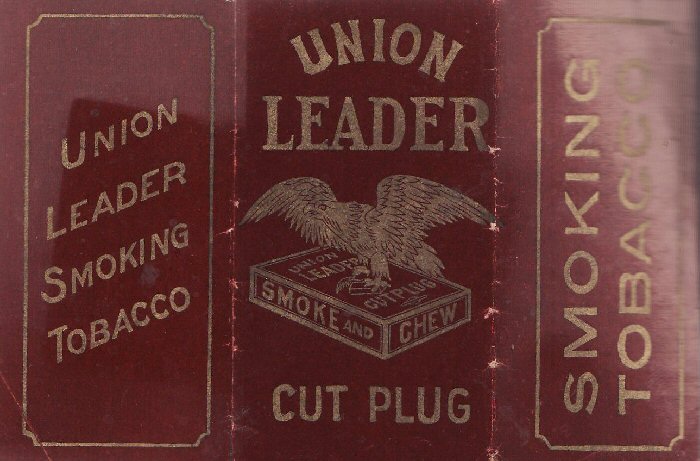 UNION
LEADER
SMOKING
TOBACCO
UNION
LEADER
UNION
LEADER
CUT PLUG
SMOKE AND CHEW
CUT PLUG
SMOKING
TOBACCO